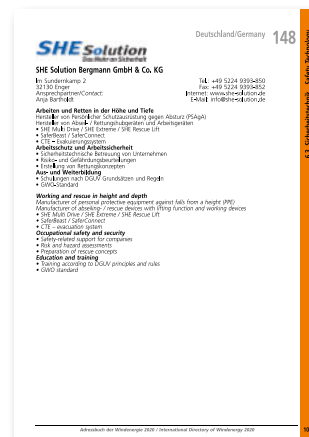 Deutschland/Germany 148
SHE Solution
Das Mehr an Sicherheit
SHE Solution Bergmann GmbH & Co. KG
Im Sundernkamp 2
32130 Enger
Ansprechpartner/Contact:
Anja Bartholdt
Tel.: +49 5224 9393-850
Fax: +49 5224 9393-852
Internet: www.she-solution.de
E-Mail: info@she-solution.de
Arbeiten und Retten in der Höhe und Tiefe
Hersteller von Persönlicher Schutzausrüstung gegen Absturz (PSAgA)
Hersteller von Abseil- / Rettungshubgeräten und Arbeitsgeräten
• SHE Multi Drive / SHE Extreme / SHE Rescue Lift
• SaferBeast / SaferConnect
• CTE – Evakuierungssystem
Arbeitsschutz und Arbeitssicherheit
• Sicherheitstechnische Betreuung von Unternehmen
• Risiko- und Gefährdungsbeurteilungen
• Erstellung von Rettungskonzepten
Aus- und Weiterbildung
• Schulungen nach DGUV Grundsätzen und Regeln
• GWO-Standard
Working and rescue in height and depth
Manufacturer of personal protective equipment against falls from a height (PPE)
Manufacturer of abseiling- / rescue devices with lifting function and working devices
• SHE Multi Drive / SHE Extreme / SHE Rescue Lift
• SaferBeast / SaferConnect
• CTE – evacuation system
Occupational safety and security
• Safety-related support for companies
• Risk and hazard assessments
• Preparation of rescue concepts
Education and training
• Training according to DGUV principles and rules
• GWO standard
6.3 Sicherheitstechnik Safety Technology
Adressbuch der Windenergie 2020 / International Directory of Windenergy 2020
10